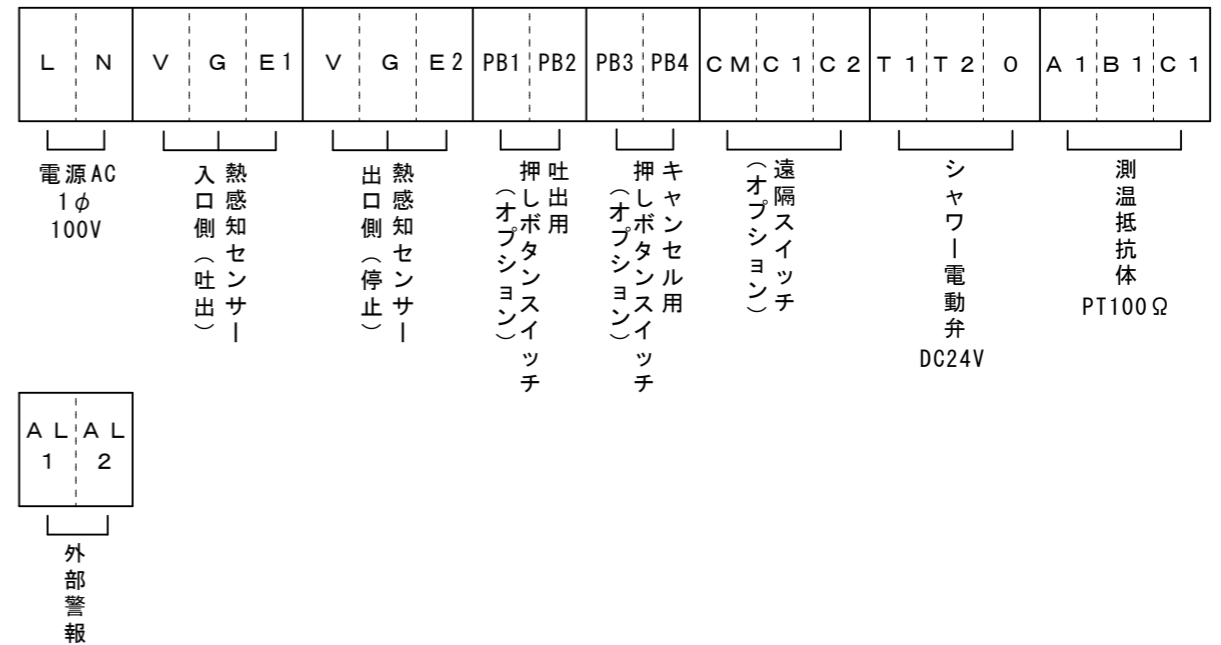 L N V G E1 V G E2 PB1 PB2 PB3 PB4 CM C1 C2 T1 T2 0 A1 B1 C1
電源AC
1φ
100V
熱感知センサー
入口側（吐出）
熱感知センサー
出口側（停止）
吐出用
押しボタンスイッチ
（オプション）
キャンセル用
押しボタンスイッチ
（オプション）
遠隔スイッチ
（オプション）
シャワー電動弁
DC24V
測温抵抗体
PT100Ω
AL1 AL2
外部警報